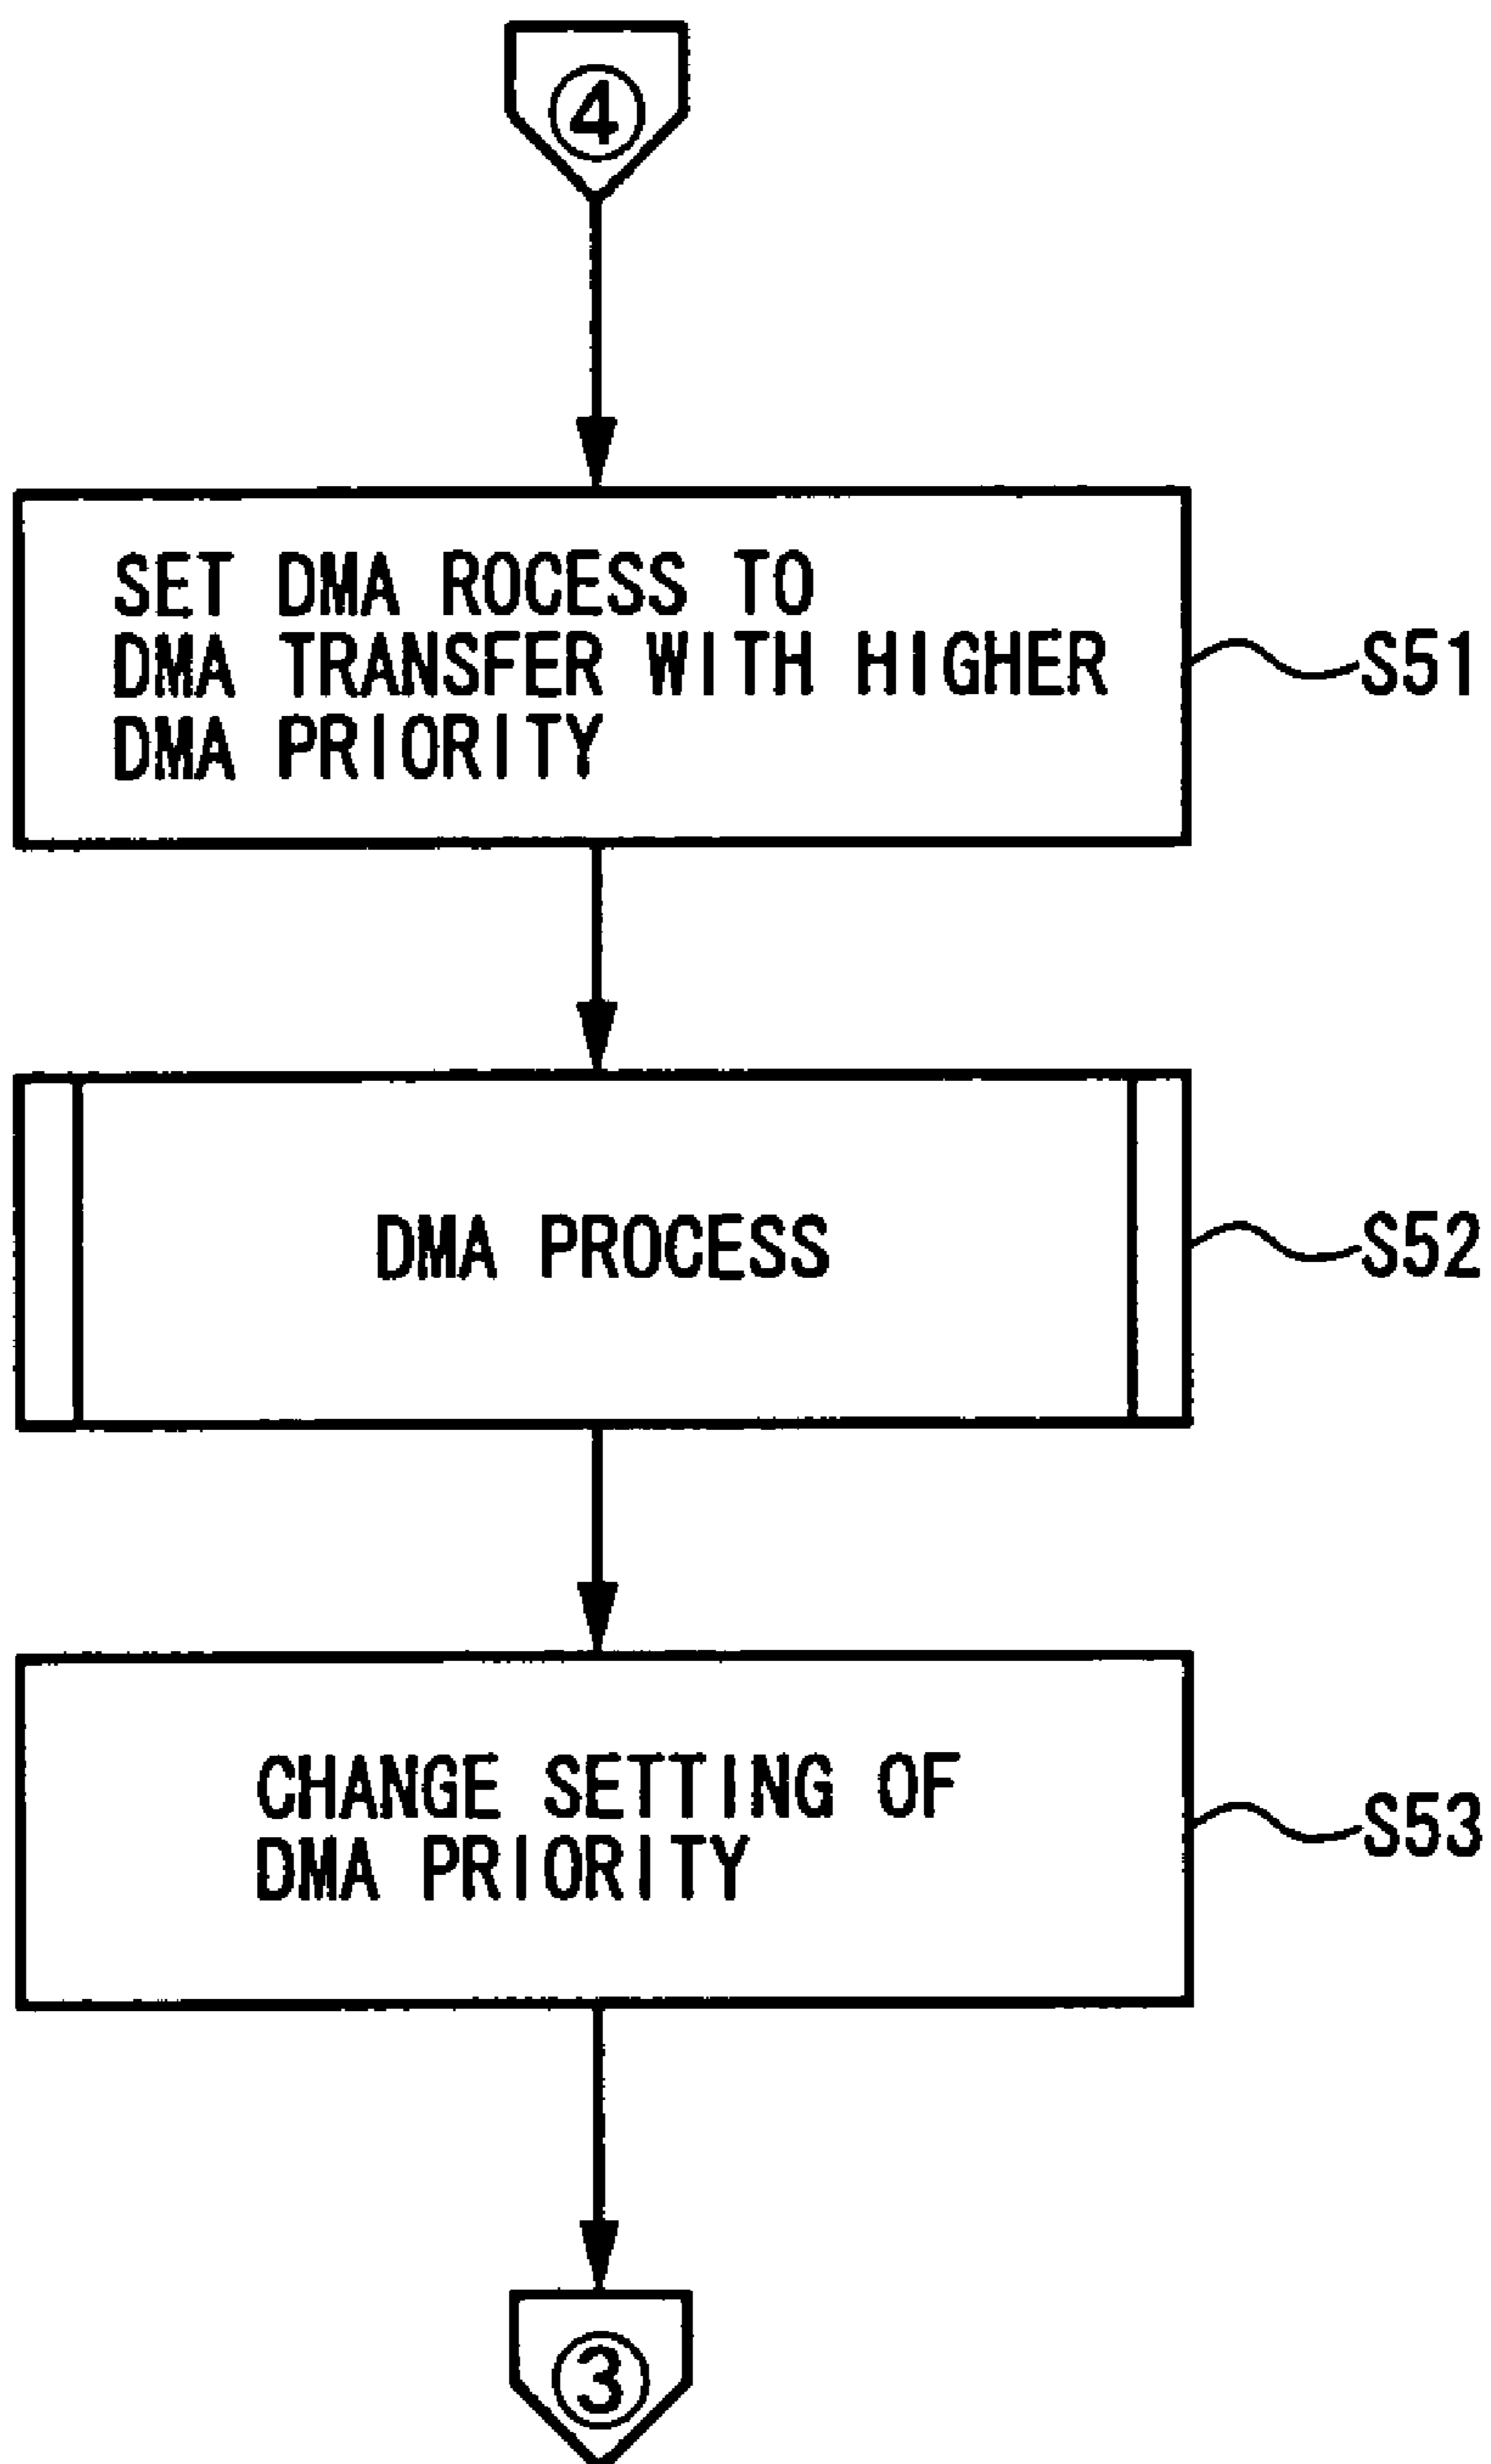 ④
SET DMA ROCESS TO
DMA TRANSFER WITH HIGHER
DMA PRIORITY
S51
DMA PROCESS
S52
CHANGE SETTING OF
DMA PRIORITY
S53
③